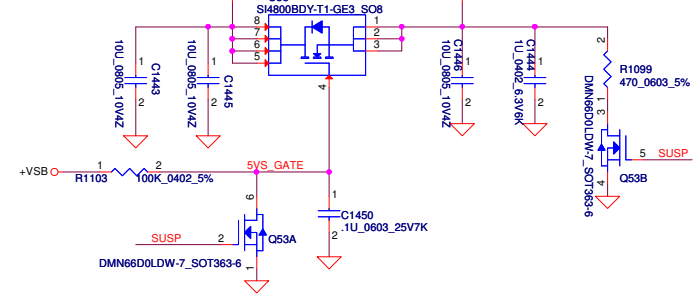 SI4800BDY-T1-GE3_SO8
8
7
6
5
1
2
3
4
10U_0805_10V4Z
1
2
C1443
10U_0805_10V4Z
1
2
C1445
C1446
10U_0805_10V4Z
1
2
C1444
1U_0402_6.3V6K
1
2
2
R1099
470_0603_5%
1
3
DMN66D0LDW-7_SOT363-6
5
SUSP
4
Q53B
+VSB
1
2
R1103
100K_0402_5%
5VS_GATE
6
SUSP
2
Q53A
1
DMN66D0LDW-7_SOT363-6
1
C1450
.1U_0603_25V7K
2